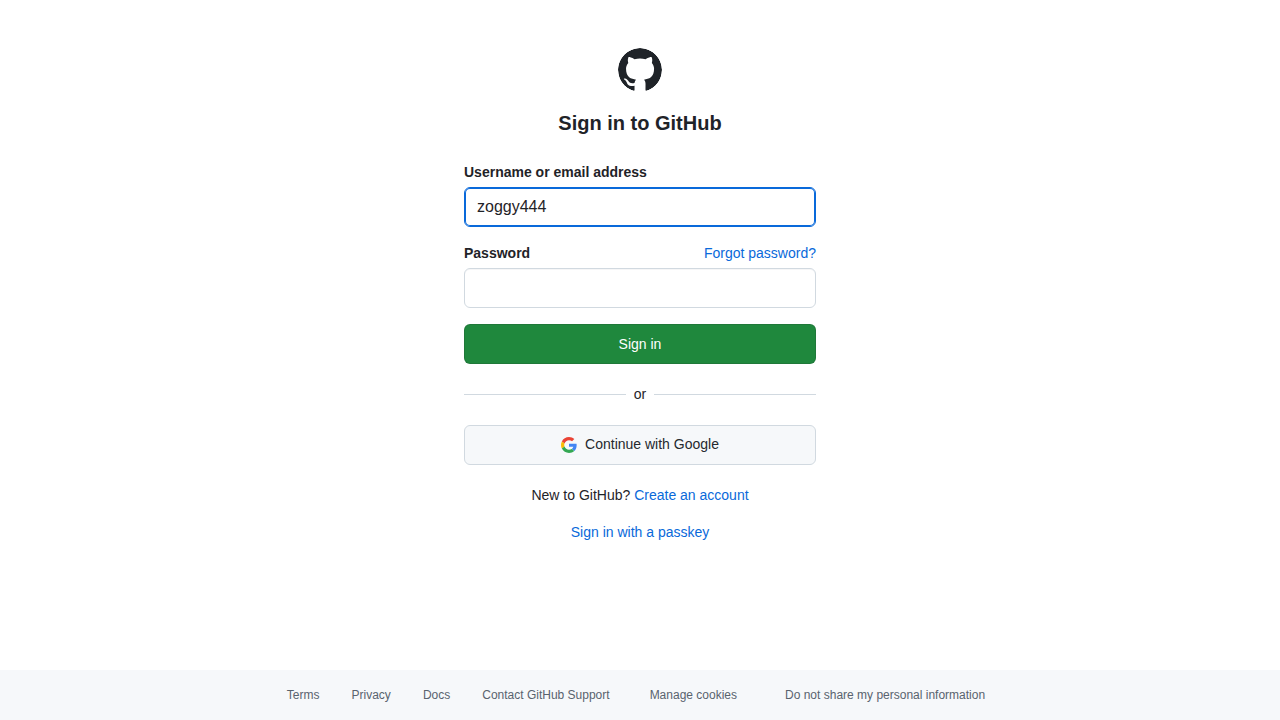 Sign in to GitHub
Username or email address
zoggy444
Password Forgot password?
Sign in
or
Continue with Google
New to GitHub? Create an account
Sign in with a passkey
Terms Privacy Docs Contact GitHub Support Manage cookies Do not share my personal information